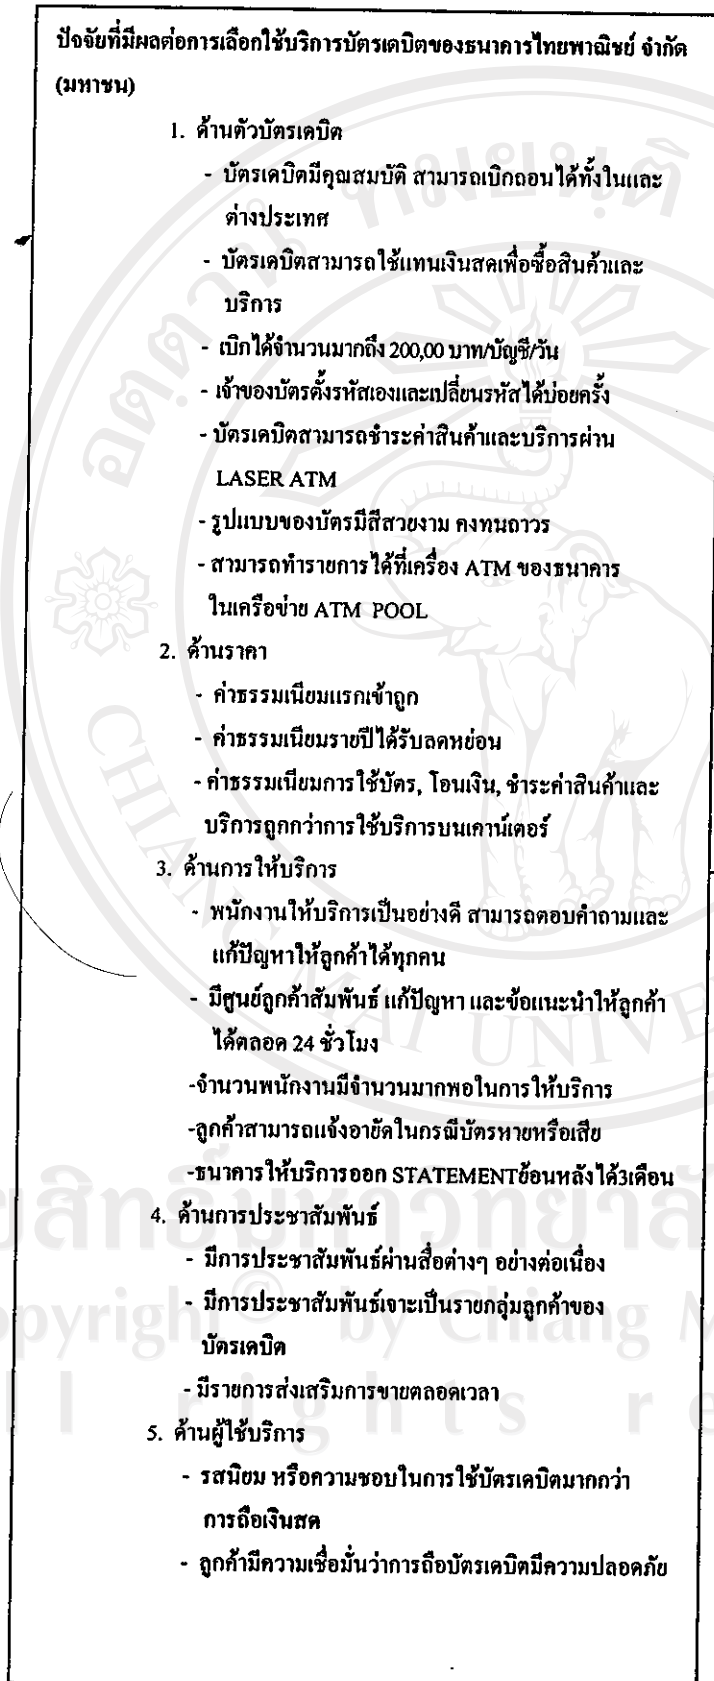 ปัจจัยที่มีผลต่อการเลือกใช้บริการบัตรเดบิตของธนาคารไทยพาณิชย์ จำกัด
(มหาชน)
1. ด้านตัวบัตรเดบิต
- บัตรเดบิตมีคุณสมบัติ สามารถเบิกถอนได้ทั้งในและ
ต่างประเทศ
- บัตรเดบิตสามารถใช้แทนเงินสดเพื่อซื้อสินค้าและ
บริการ
- เบิกได้จำนวนมากถึง 200,00 บาท/บัญชี/วัน
- เจ้าของบัตรตั้งรหัสเองและเปลี่ยนรหัสได้บ่อยครั้ง
- บัตรเดบิตสามารถชำระค่าสินค้าและบริการผ่าน
LASER ATM
- รูปแบบของบัตรมีสีสวยงาม คงทนถาวร
- สามารถทำรายการได้ที่เครื่อง ATM ของธนาคาร
ในเครือข่าย ATM POOL
2. ด้านราคา
- ค่าธรรมเนียมแรกเข้าถูก
- ค่าธรรมเนียมรายปีได้รับลดหย่อน
- ค่าธรรมเนียมการใช้บัตร, โอนเงิน, ชำระค่าสินค้าและ
บริการถูกกว่าการใช้บริการบนเคาน์เตอร์
3. ด้านการให้บริการ
- พนักงานให้บริการเป็นอย่างดี สามารถตอบคำถามและ
แก้ปัญหาให้ลูกค้าได้ทุกคน
- มีศูนย์ลูกค้าสัมพันธ์ แก้ปัญหา และข้อแนะนำให้ลูกค้า
ได้ตลอด 24 ชั่วโมง
-จำนวนพนักงานมีจำนวนมากพอในการให้บริการ
-ลูกค้าสามารถแจ้งอายัดในกรณีบัตรหายหรือเสีย
-ธนาคารให้บริการออก STATEMENTย้อนหลังได้3เดือน
4. ด้านการประชาสัมพันธ์
- มีการประชาสัมพันธ์ผ่านสื่อต่างๆ อย่างต่อเนื่อง
- มีการประชาสัมพันธ์เจาะเป็นรายกลุ่มลูกค้าของ
บัตรเดบิต
- มีรายการส่งเสริมการขายตลอดเวลา
5. ด้านผู้ใช้บริการ
- รสนิยม หรือความชอบในการใช้บัตรเดบิตมากกว่า
การถือเงินสด
- ลูกค้ามีความเชื่อมั่นว่าการถือบัตรเดบิตมีความปลอดภัย